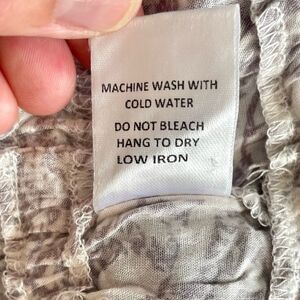 MACHINE WASH WITH
COLD WATER
DO NOT BLEACH
HANG TO DRY
LOW IRON